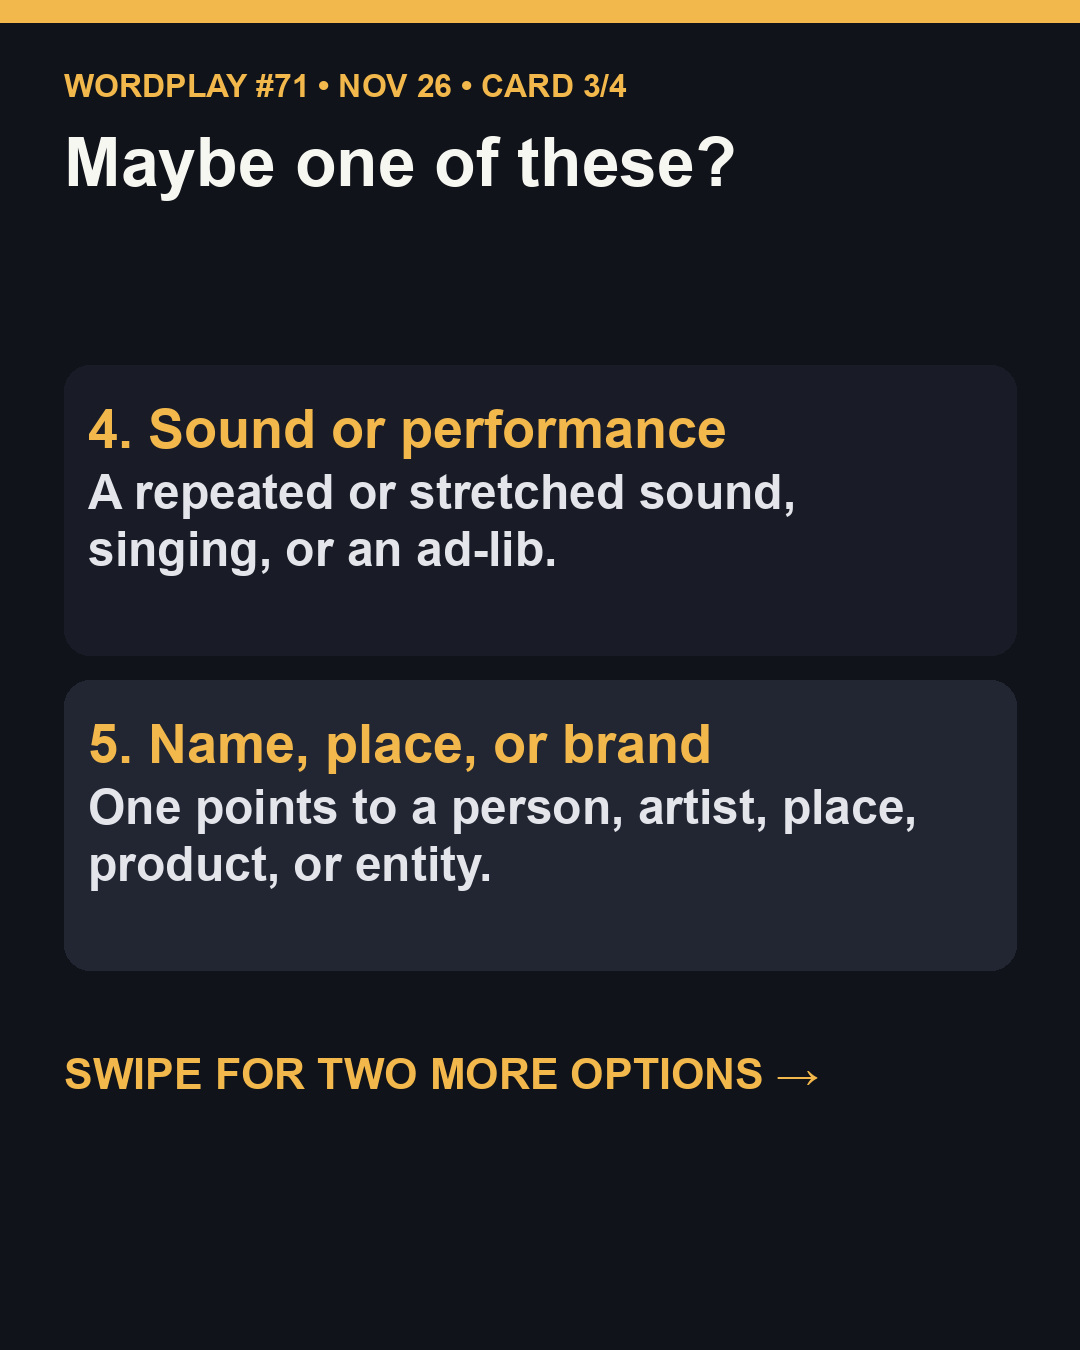 WORDPLAY #71 • NOV 26 • CARD 3/4
Maybe one of these?
4. Sound or performance
A repeated or stretched sound,
singing, or an ad-lib.
5. Name, place, or brand
One points to a person, artist, place,
product, or entity.
SWIPE FOR TWO MORE OPTIONS →